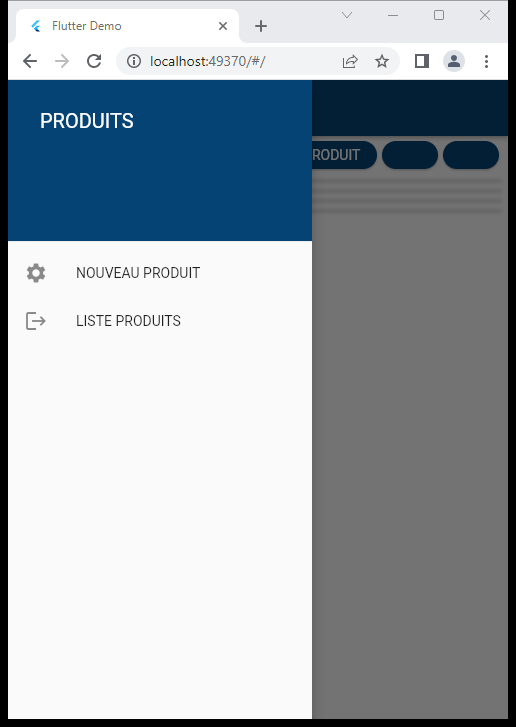 Flutter Demo
localhost:49370/#/
PRODUITS
RODUIT
NOUVEAU PRODUIT
LISTE PRODUITS